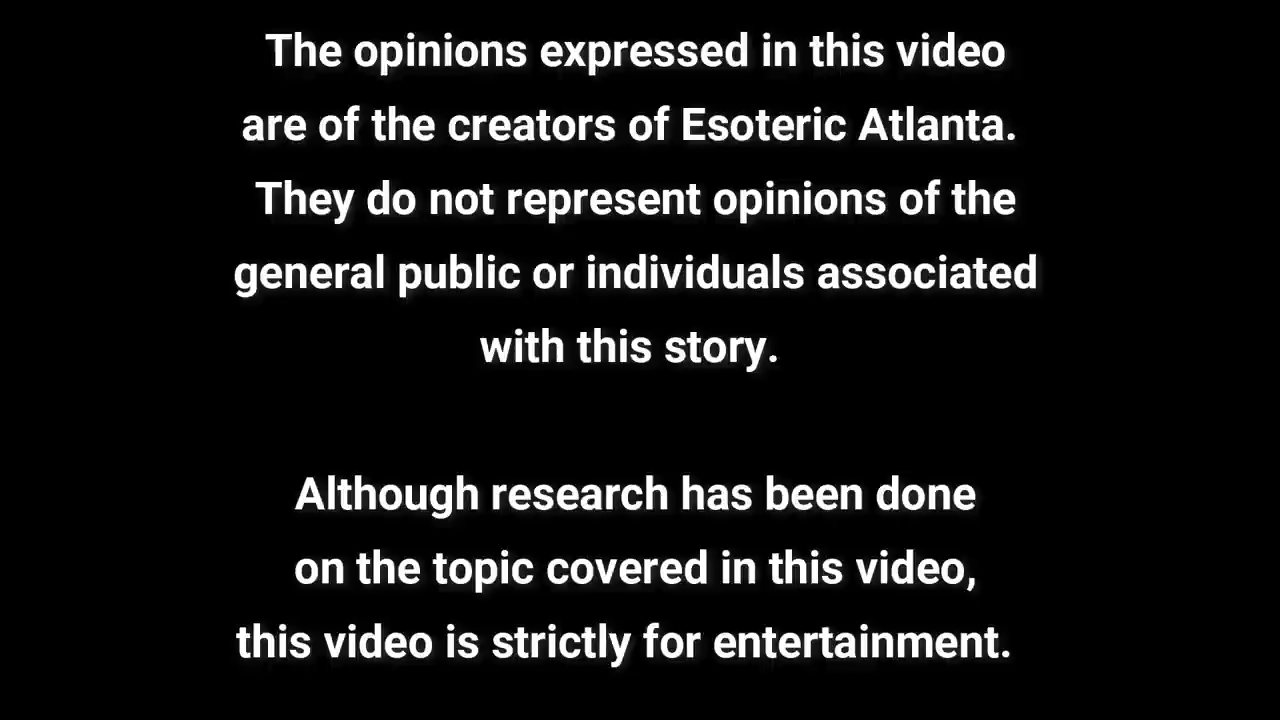 The opinions expressed in this video
are of the creators of Esoteric Atlanta.
They do not represent opinions of the
general public or individuals associated
with this story.
Although research has been done
on the topic covered in this video,
this video is strictly for entertainment.